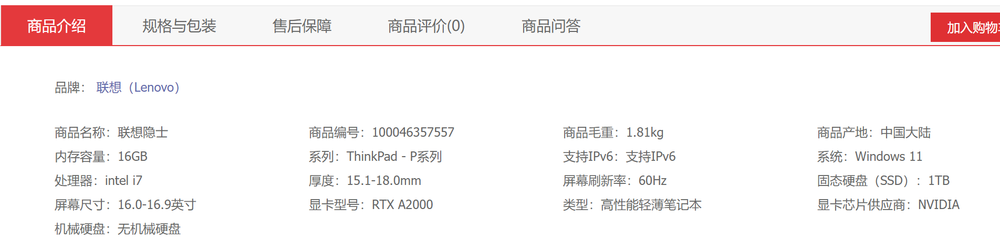 商品介绍 规格与包装 售后保障 商品评价(0) 商品问答 加入购物
品牌： 联想（Lenovo）
商品名称：联想隐士 商品编号：100046357557 商品毛重：1.81kg 商品产地：中国大陆
内存容量：16GB 系列：ThinkPad - P系列 支持IPv6：支持IPv6 系统：Windows 11
处理器：intel i7 厚度：15.1-18.0mm 屏幕刷新率：60Hz 固态硬盘（SSD）：1TB
屏幕尺寸：16.0-16.9英寸 显卡型号：RTX A2000 类型：高性能轻薄笔记本 显卡芯片供应商：NVIDIA
机械硬盘：无机械硬盘